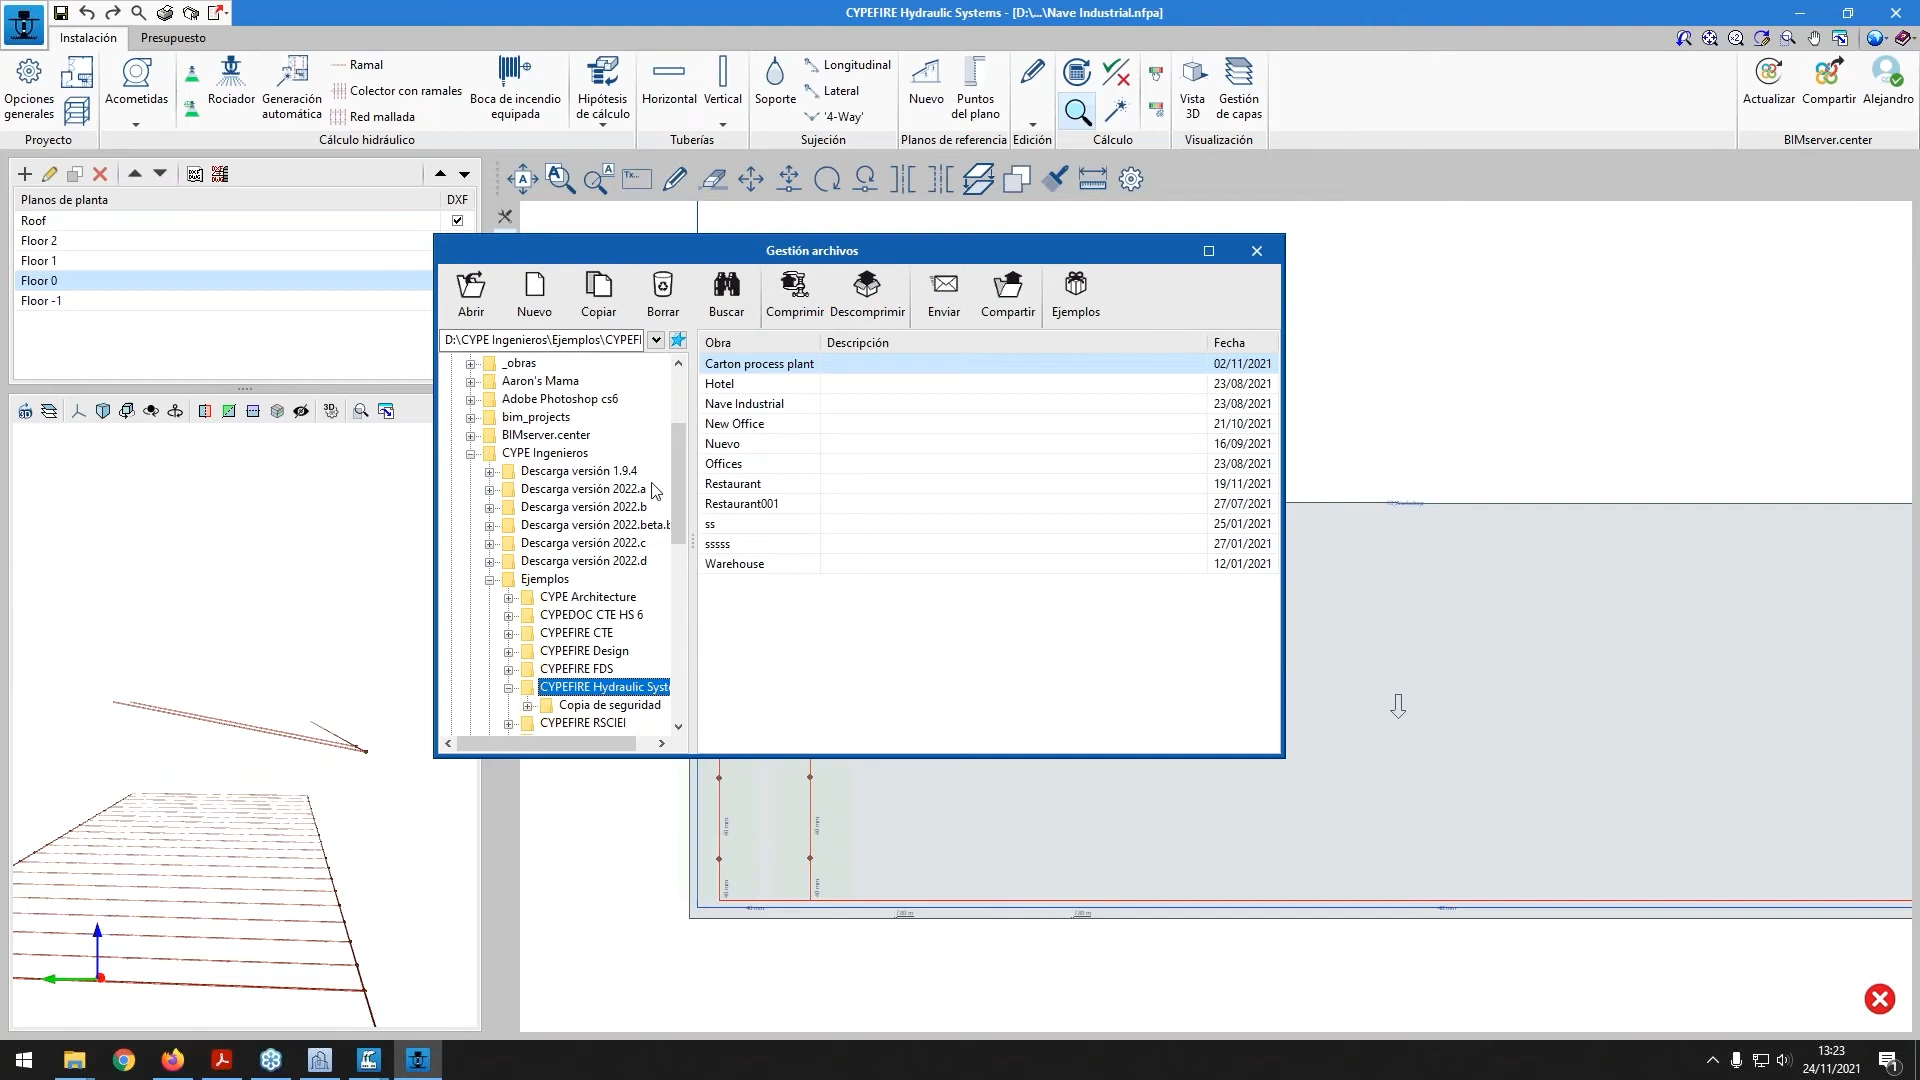 CYPEFIRE Hydraulic Systems - [D:\...\Nave Industrial.nfpa]
Instalación
Presupuesto
Opciones generales
Acometidas
Rociador
Generación automática
Ramal
Colector con ramales
Red mallada
Boca de incendio equipada
Hipótesis de cálculo
Horizontal
Vertical
Soporte
Longitudinal
Lateral
'4-Way'
Nuevo
Puntos del plano
Vista 3D
Gestión de capas
Actualizar
Compartir
Alejandro
Proyecto
Cálculo hidráulico
Tuberías
Sujeción
Planos de referencia
Edición
Cálculo
Visualización
BIMserver.center
Planos de planta
DXF
Roof
Floor 2
Floor 1
Floor 0
Floor -1
Gestión archivos
Abrir
Nuevo
Copiar
Borrar
Buscar
Comprimir
Descomprimir
Enviar
Compartir
Ejemplos
D:\CYPE Ingenieros\Ejemplos\CYPEFI
_obras
Aaron's Mama
Adobe Photoshop cs6
bim_projects
BIMserver.center
CYPE Ingenieros
Descarga versión 1.9.4
Descarga versión 2022.a
Descarga versión 2022.b
Descarga versión 2022.beta.b
Descarga versión 2022.c
Descarga versión 2022.d
Ejemplos
CYPE Architecture
CYPEDOC CTE HS 6
CYPEFIRE CTE
CYPEFIRE Design
CYPEFIRE FDS
CYPEFIRE Hydraulic Syste
Copia de seguridad
CYPEFIRE RSCIEI
Obra Descripción Fecha
Carton process plant 02/11/2021
Hotel 23/08/2021
Nave Industrial 23/08/2021
New Office 21/10/2021
Nuevo 16/09/2021
Offices 23/08/2021
Restaurant 19/11/2021
Restaurant001 27/07/2021
ss 25/01/2021
sssss 27/01/2021
Warehouse 12/01/2021
40 mm
40 mm
40 mm
40 mm
13:23
24/11/2021